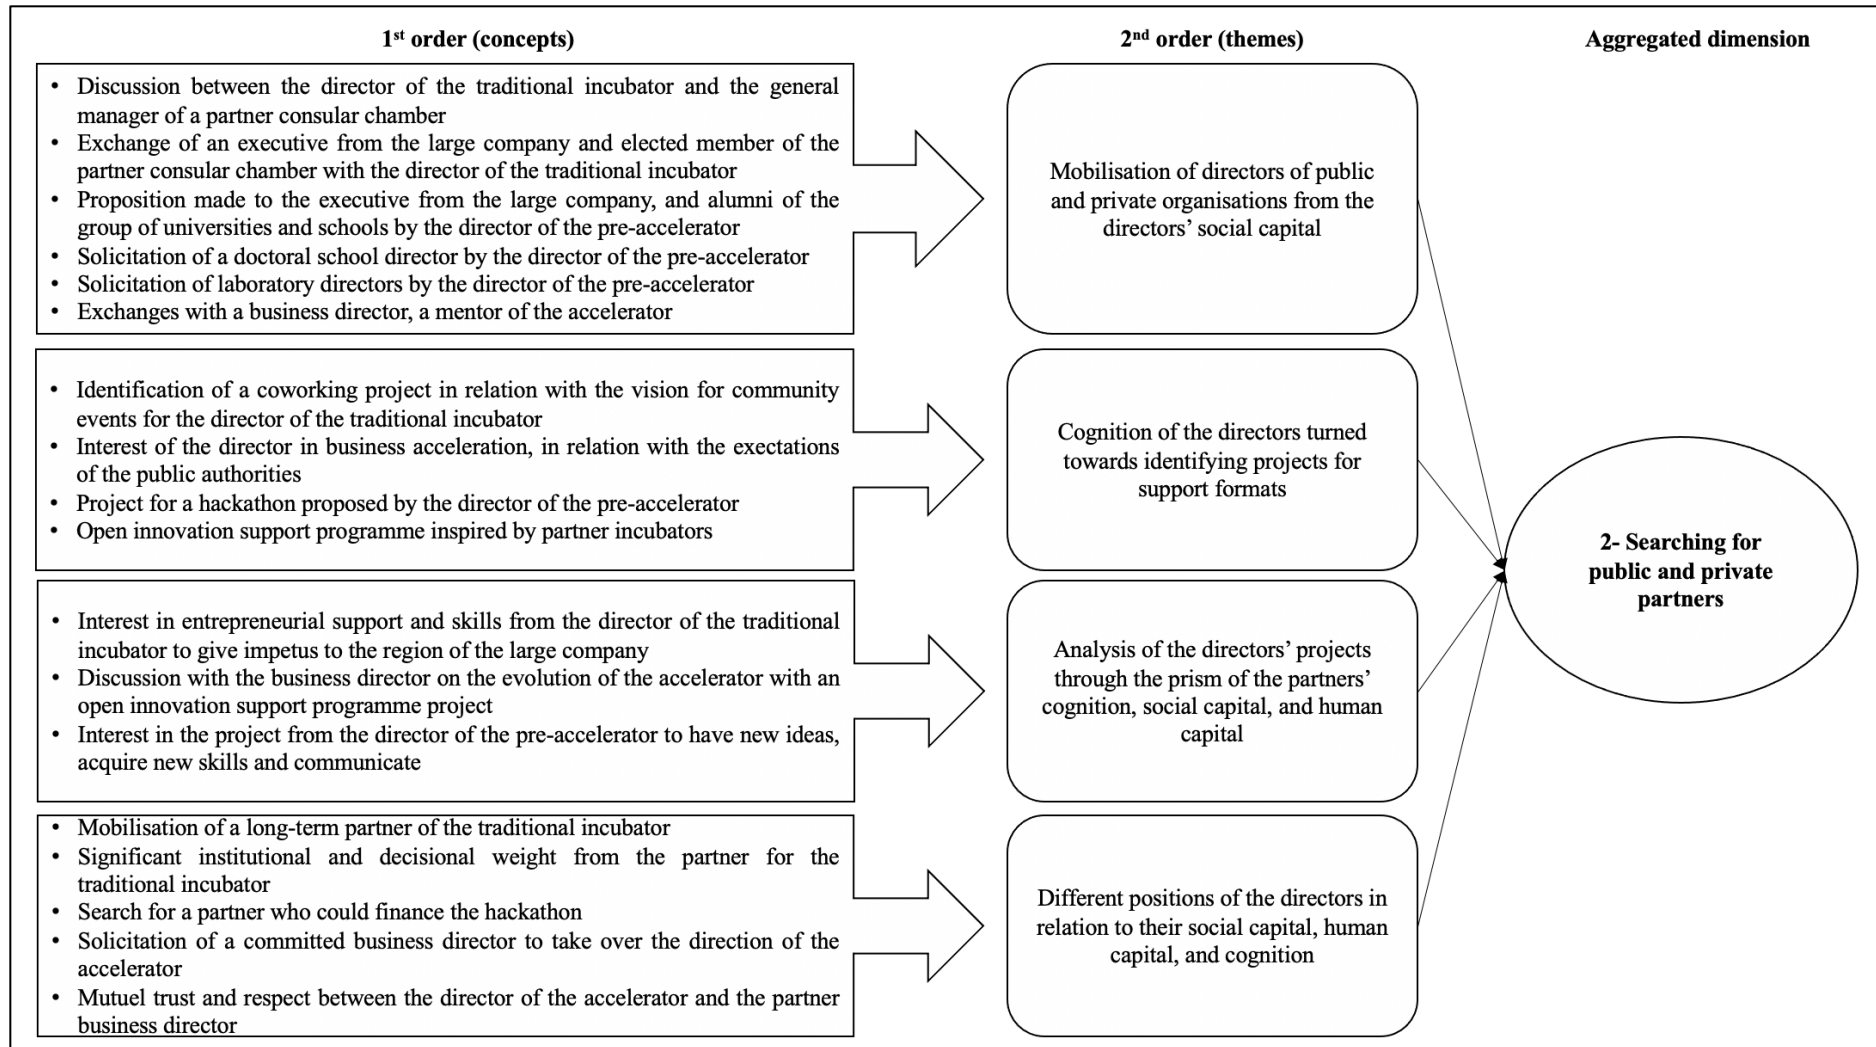 1st order (concepts)
2nd order (themes)
Aggregated dimension
• Discussion between the director of the traditional incubator and the general
manager of a partner consular chamber
• Exchange of an executive from the large company and elected member of the
partner consular chamber with the director of the traditional incubator
• Proposition made to the executive from the large company, and alumni of the
group of universities and schools by the director of the pre-accelerator
• Solicitation of a doctoral school director by the director of the pre-accelerator
• Solicitation of laboratory directors by the director of the pre-accelerator
• Exchanges with a business director, a mentor of the accelerator
Mobilisation of directors of public
and private organisations from the
directors’ social capital
• Identification of a coworking project in relation with the vision for community
events for the director of the traditional incubator
• Interest of the director in business acceleration, in relation with the exectations
of the public authorities
• Project for a hackathon proposed by the director of the pre-accelerator
• Open innovation support programme inspired by partner incubators
Cognition of the directors turned
towards identifying projects for
support formats
• Interest in entrepreneurial support and skills from the director of the traditional
incubator to give impetus to the region of the large company
• Discussion with the business director on the evolution of the accelerator with an
open innovation support programme project
• Interest in the project from the director of the pre-accelerator to have new ideas,
acquire new skills and communicate
Analysis of the directors’ projects
through the prism of the partners’
cognition, social capital, and human
capital
• Mobilisation of a long-term partner of the traditional incubator
• Significant institutional and decisional weight from the partner for the
traditional incubator
• Search for a partner who could finance the hackathon
• Solicitation of a committed business director to take over the direction of the
accelerator
• Mutuel trust and respect between the director of the accelerator and the partner
business director
Different positions of the directors in
relation to their social capital, human
capital, and cognition
2- Searching for
public and private
partners